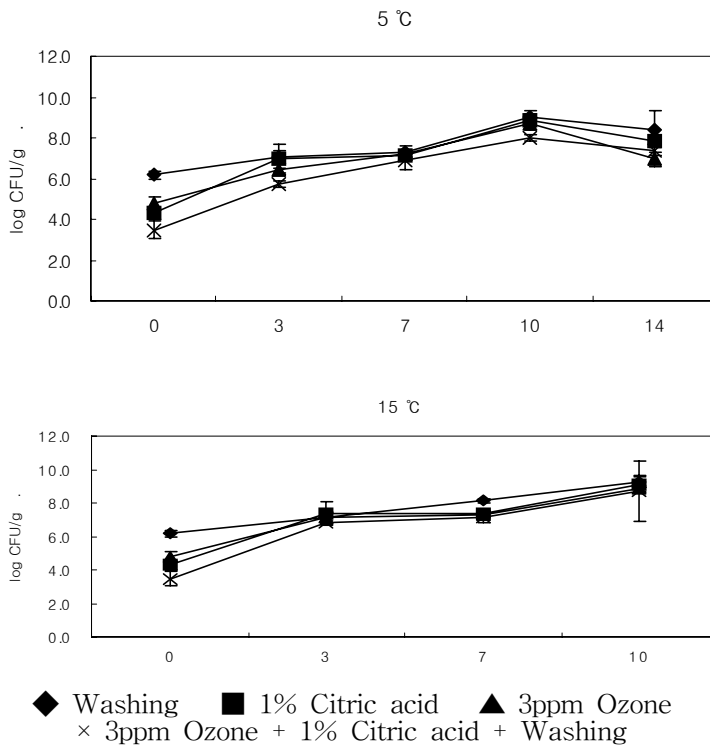 5 ℃
12.0
10.0
8.0
6.0
4.0
2.0
0.0
log CFU/g .
0 3 7 10 14
15 ℃
12.0
10.0
8.0
6.0
4.0
2.0
0.0
log CFU/g .
0 3 7 10
◆ Washing ■ 1% Citric acid ▲ 3ppm Ozone
× 3ppm Ozone + 1% Citric acid + Washing